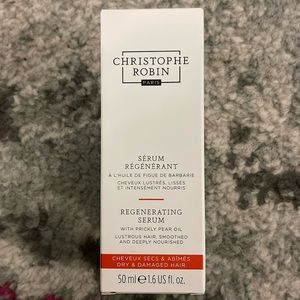 CHRISTOPHE
ROBIN
PARIS
SÉRUM
RÉGÉNÉRANT
À L'HUILE DE FIGUE DE BARBARIE
CHEVEUX LUSTRÉS, LISSÉS
ET INTENSÉMENT NOURRIS
REGENERATING
SERUM
WITH PRICKLY PEAR OIL
LUSTROUS HAIR, SMOOTHED
AND DEEPLY NOURISHED
CHEVEUX SECS & ABÎMÉS
DRY & DAMAGED HAIR
50 ml ℮ 1.6 US fl. oz.